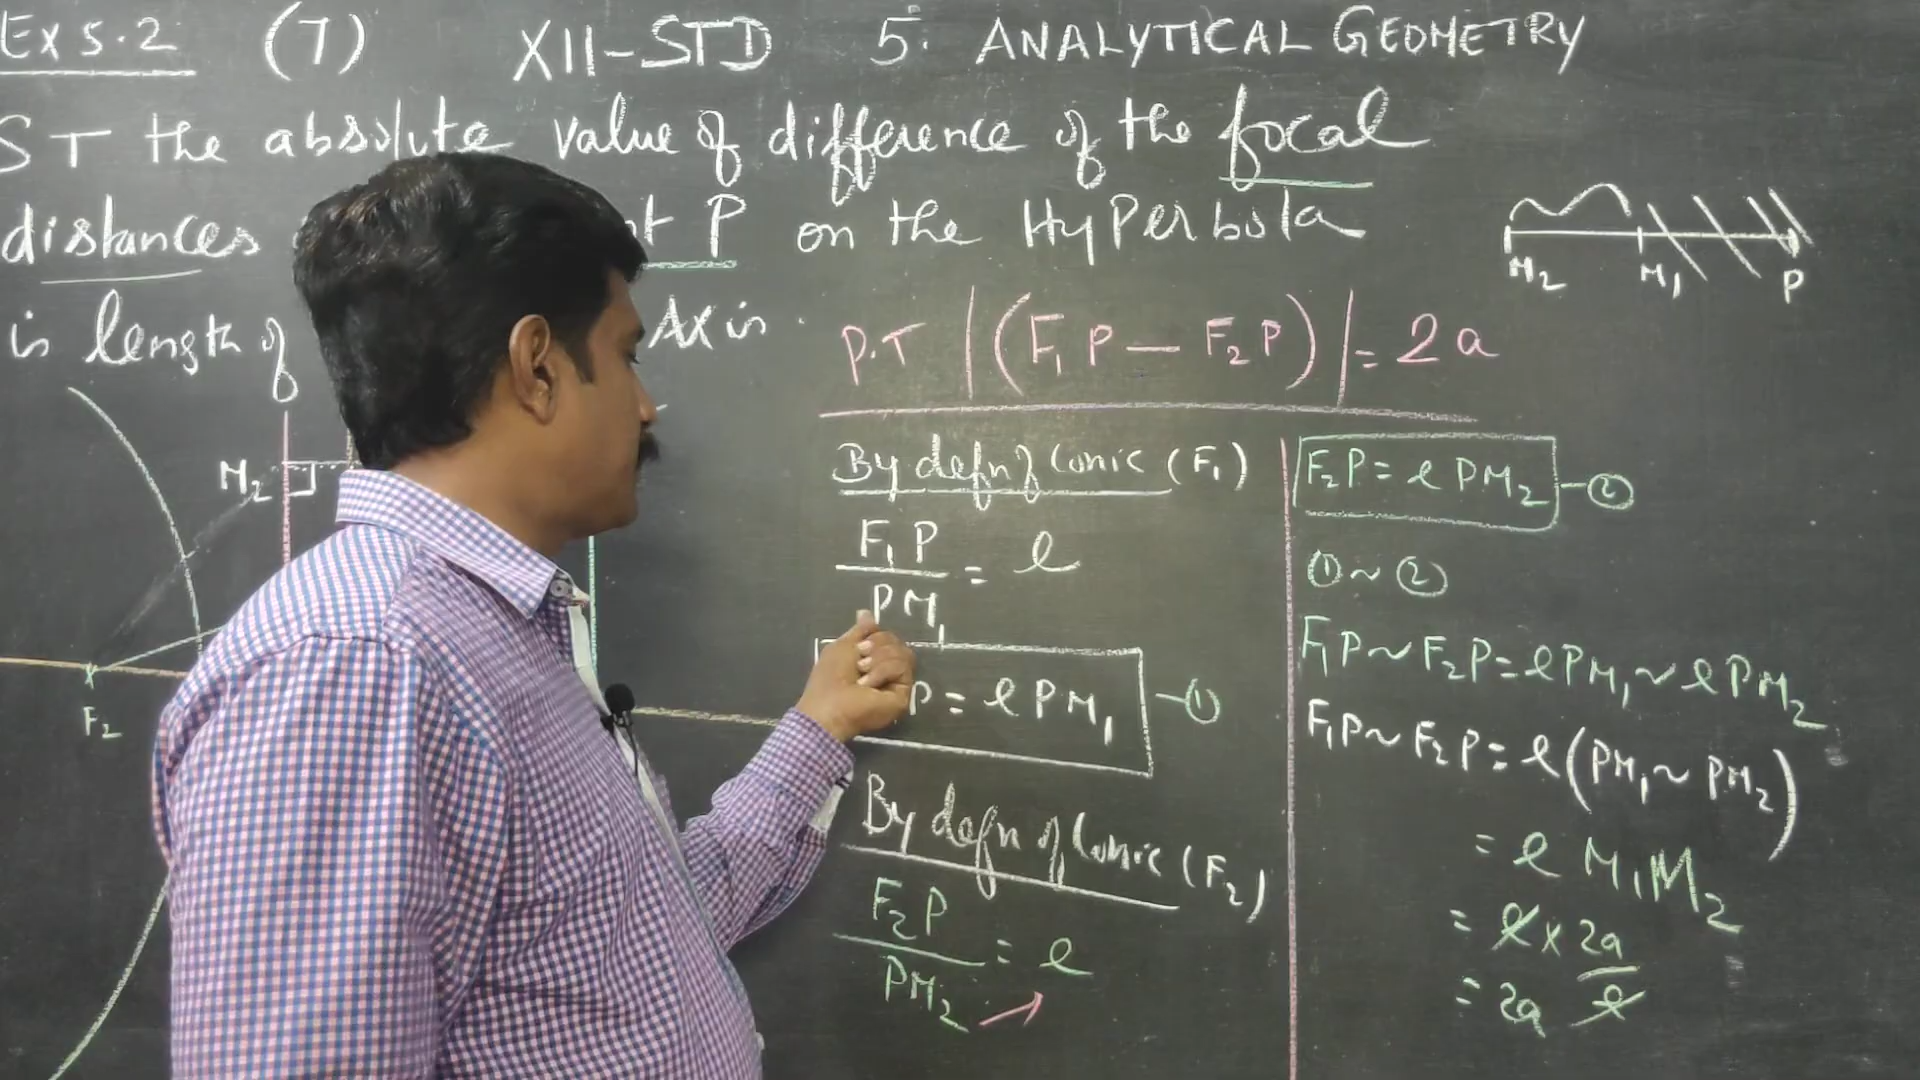 Ex 5.2 (7) XII-STD 5. ANALYTICAL GEOMETRY
ST the absolute value of difference of the focal
distances P on the HyPerbola
is length of Axis.
M₂ M₁ P
P.T |(F₁P — F₂P)| = 2a
M₂
F₂
By defn of Conic (F₁)
F₁P
PM₁
= e
P = e PM₁ —①
By defn of Conic (F₂)
F₂P
PM₂
= e
F₂P = e PM₂ —②
① ~ ②
F₁P ~ F₂P = e PM₁ ~ e PM₂
F₁P ~ F₂P = e (PM₁ ~ PM₂)
= e M₁M₂
= e x 2a
e
= 2a